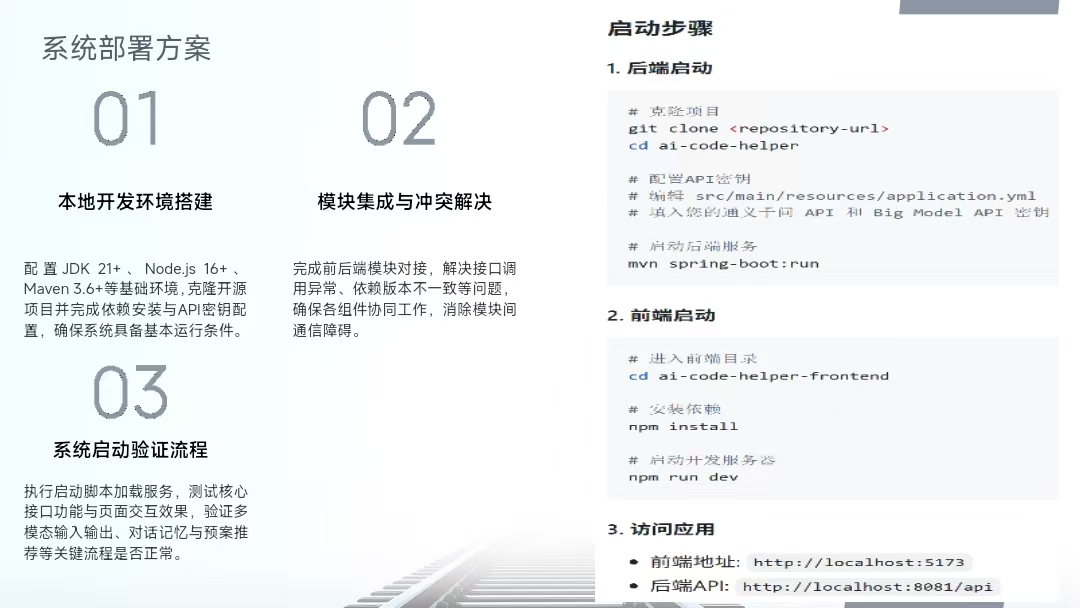 系统部署方案
01
本地开发环境搭建
配置JDK 21+、Node.js 16+、
Maven 3.6+等基础环境,克隆开源
项目并完成依赖安装与API密钥配
置，确保系统具备基本运行条件。
02
模块集成与冲突解决
完成前后端模块对接，解决接口调
用异常、依赖版本不一致等问题，
确保各组件协同工作，消除模块间
通信障碍。
03
系统启动验证流程
执行启动脚本加载服务，测试核心
接口功能与页面交互效果，验证多
模态输入输出、对话记忆与预案推
荐等关键流程是否正常。
启动步骤
1. 后端启动
# 克隆项目
git clone <repository-url>
cd ai-code-helper
# 配置API密钥
# 编辑 src/main/resources/application.yml
# 填入您的通义千问 API 和 Big Model API 密钥
# 启动后端服务
mvn spring-boot:run
2. 前端启动
# 进入前端目录
cd ai-code-helper-frontend
# 安装依赖
npm install
# 启动开发服务器
npm run dev
3. 访问应用
• 前端地址: http://localhost:5173
• 后端API: http://localhost:8081/api